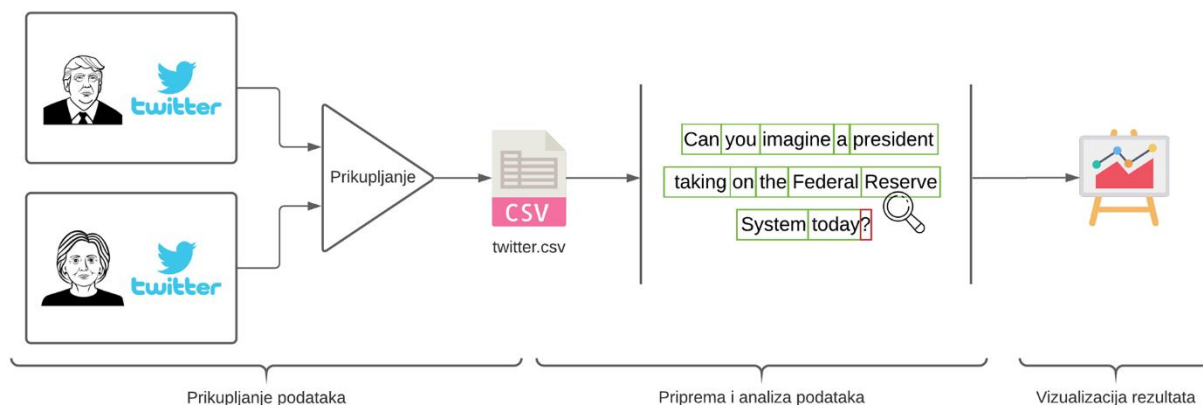 twitter
twitter
Prikupljanje
CSV
twitter.csv
Can you imagine a president
taking on the Federal Reserve
System today?
Prikupljanje podataka
Priprema i analiza podataka
Vizualizacija rezultata